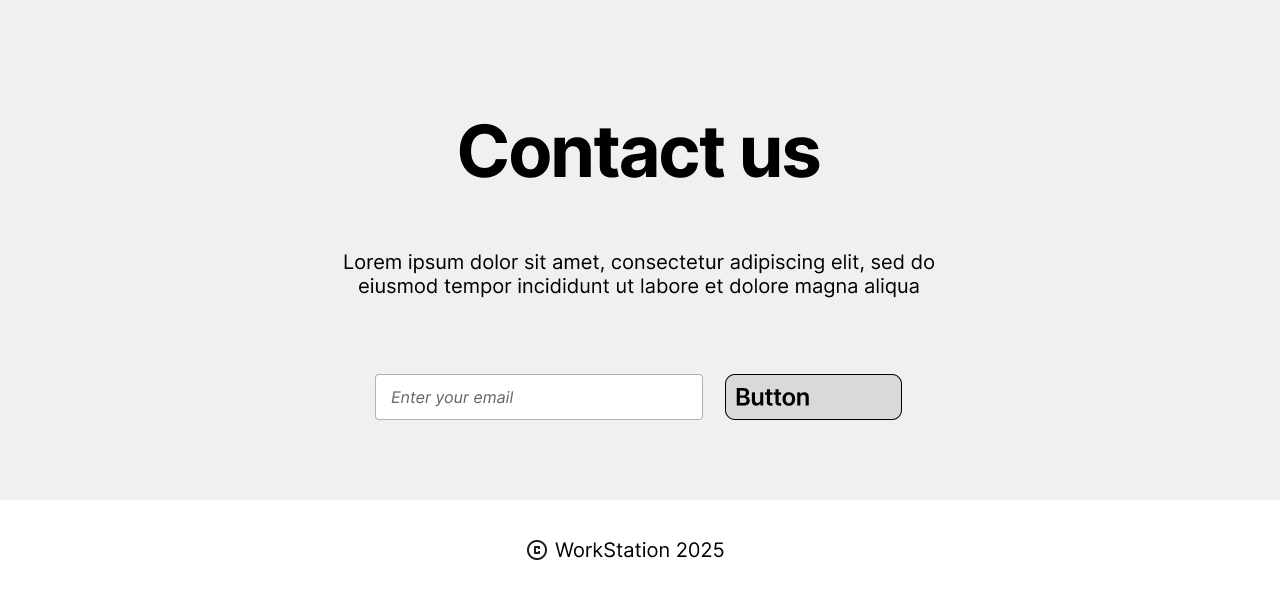 Contact us
Lorem ipsum dolor sit amet, consectetur adipiscing elit, sed do
eiusmod tempor incididunt ut labore et dolore magna aliqua
Enter your email
Button
© WorkStation 2025